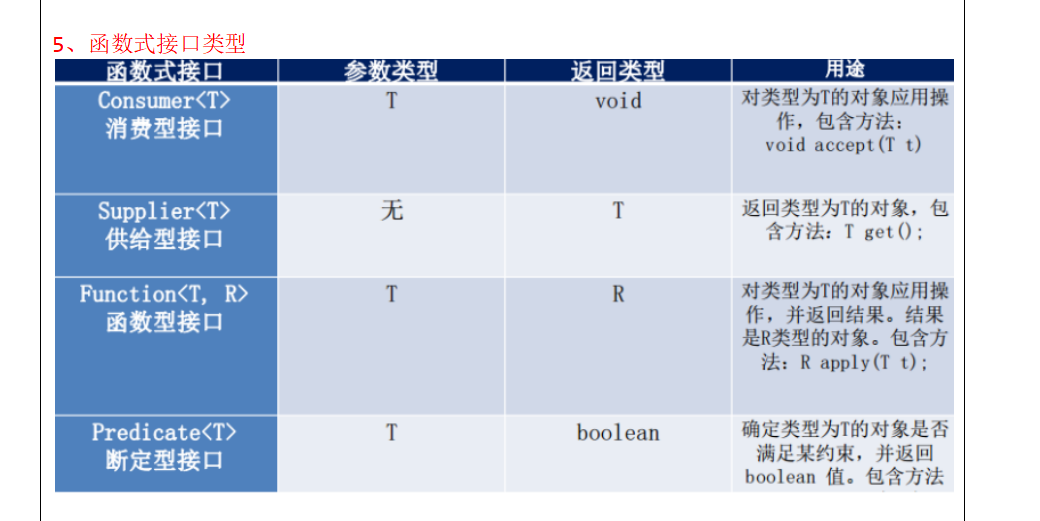 5、函数式接口类型
函数式接口 参数类型 返回类型 用途
Consumer<T>
消费型接口
T
void
对类型为T的对象应用操
作，包含方法：
void accept(T t)
Supplier<T>
供给型接口
无
T
返回类型为T的对象，包
含方法：T get();
Function<T, R>
函数型接口
T
R
对类型为T的对象应用操
作，并返回结果。结果
是R类型的对象。包含方
法：R apply(T t);
Predicate<T>
断定型接口
T
boolean
确定类型为T的对象是否
满足某约束，并返回
boolean 值。包含方法